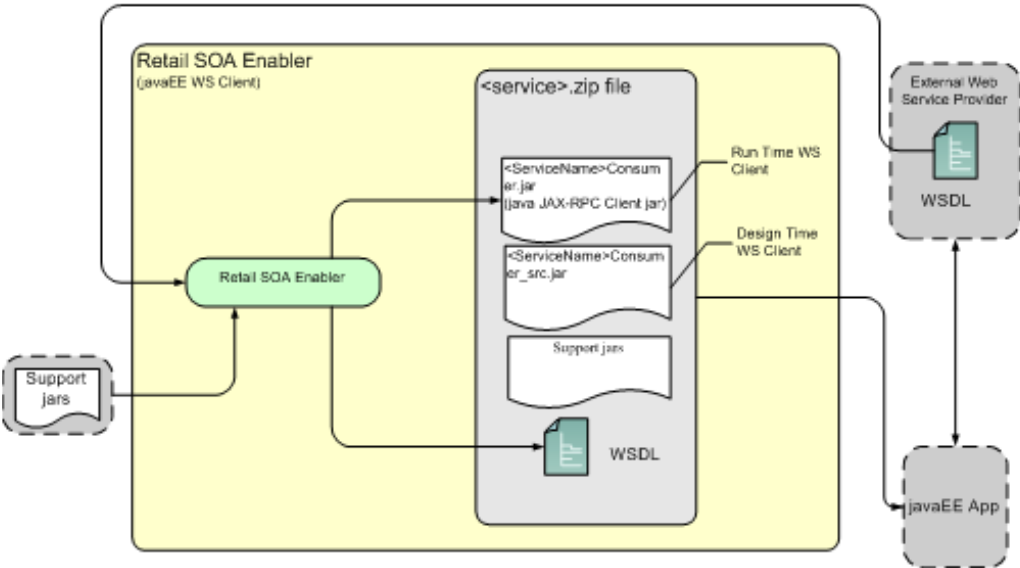 Retail SOA Enabler
(javaEE WS Client)
<service>.zip file
External Web
Service Provider
WSDL
<ServiceName>Consum
er.jar
(java JAX-RPC Client jar)
Run Time WS
Client
<ServiceName>Consum
er_src.jar
Design Time
WS Client
Retail SOA Enabler
Support jars
Support
jars
WSDL
javaEE App